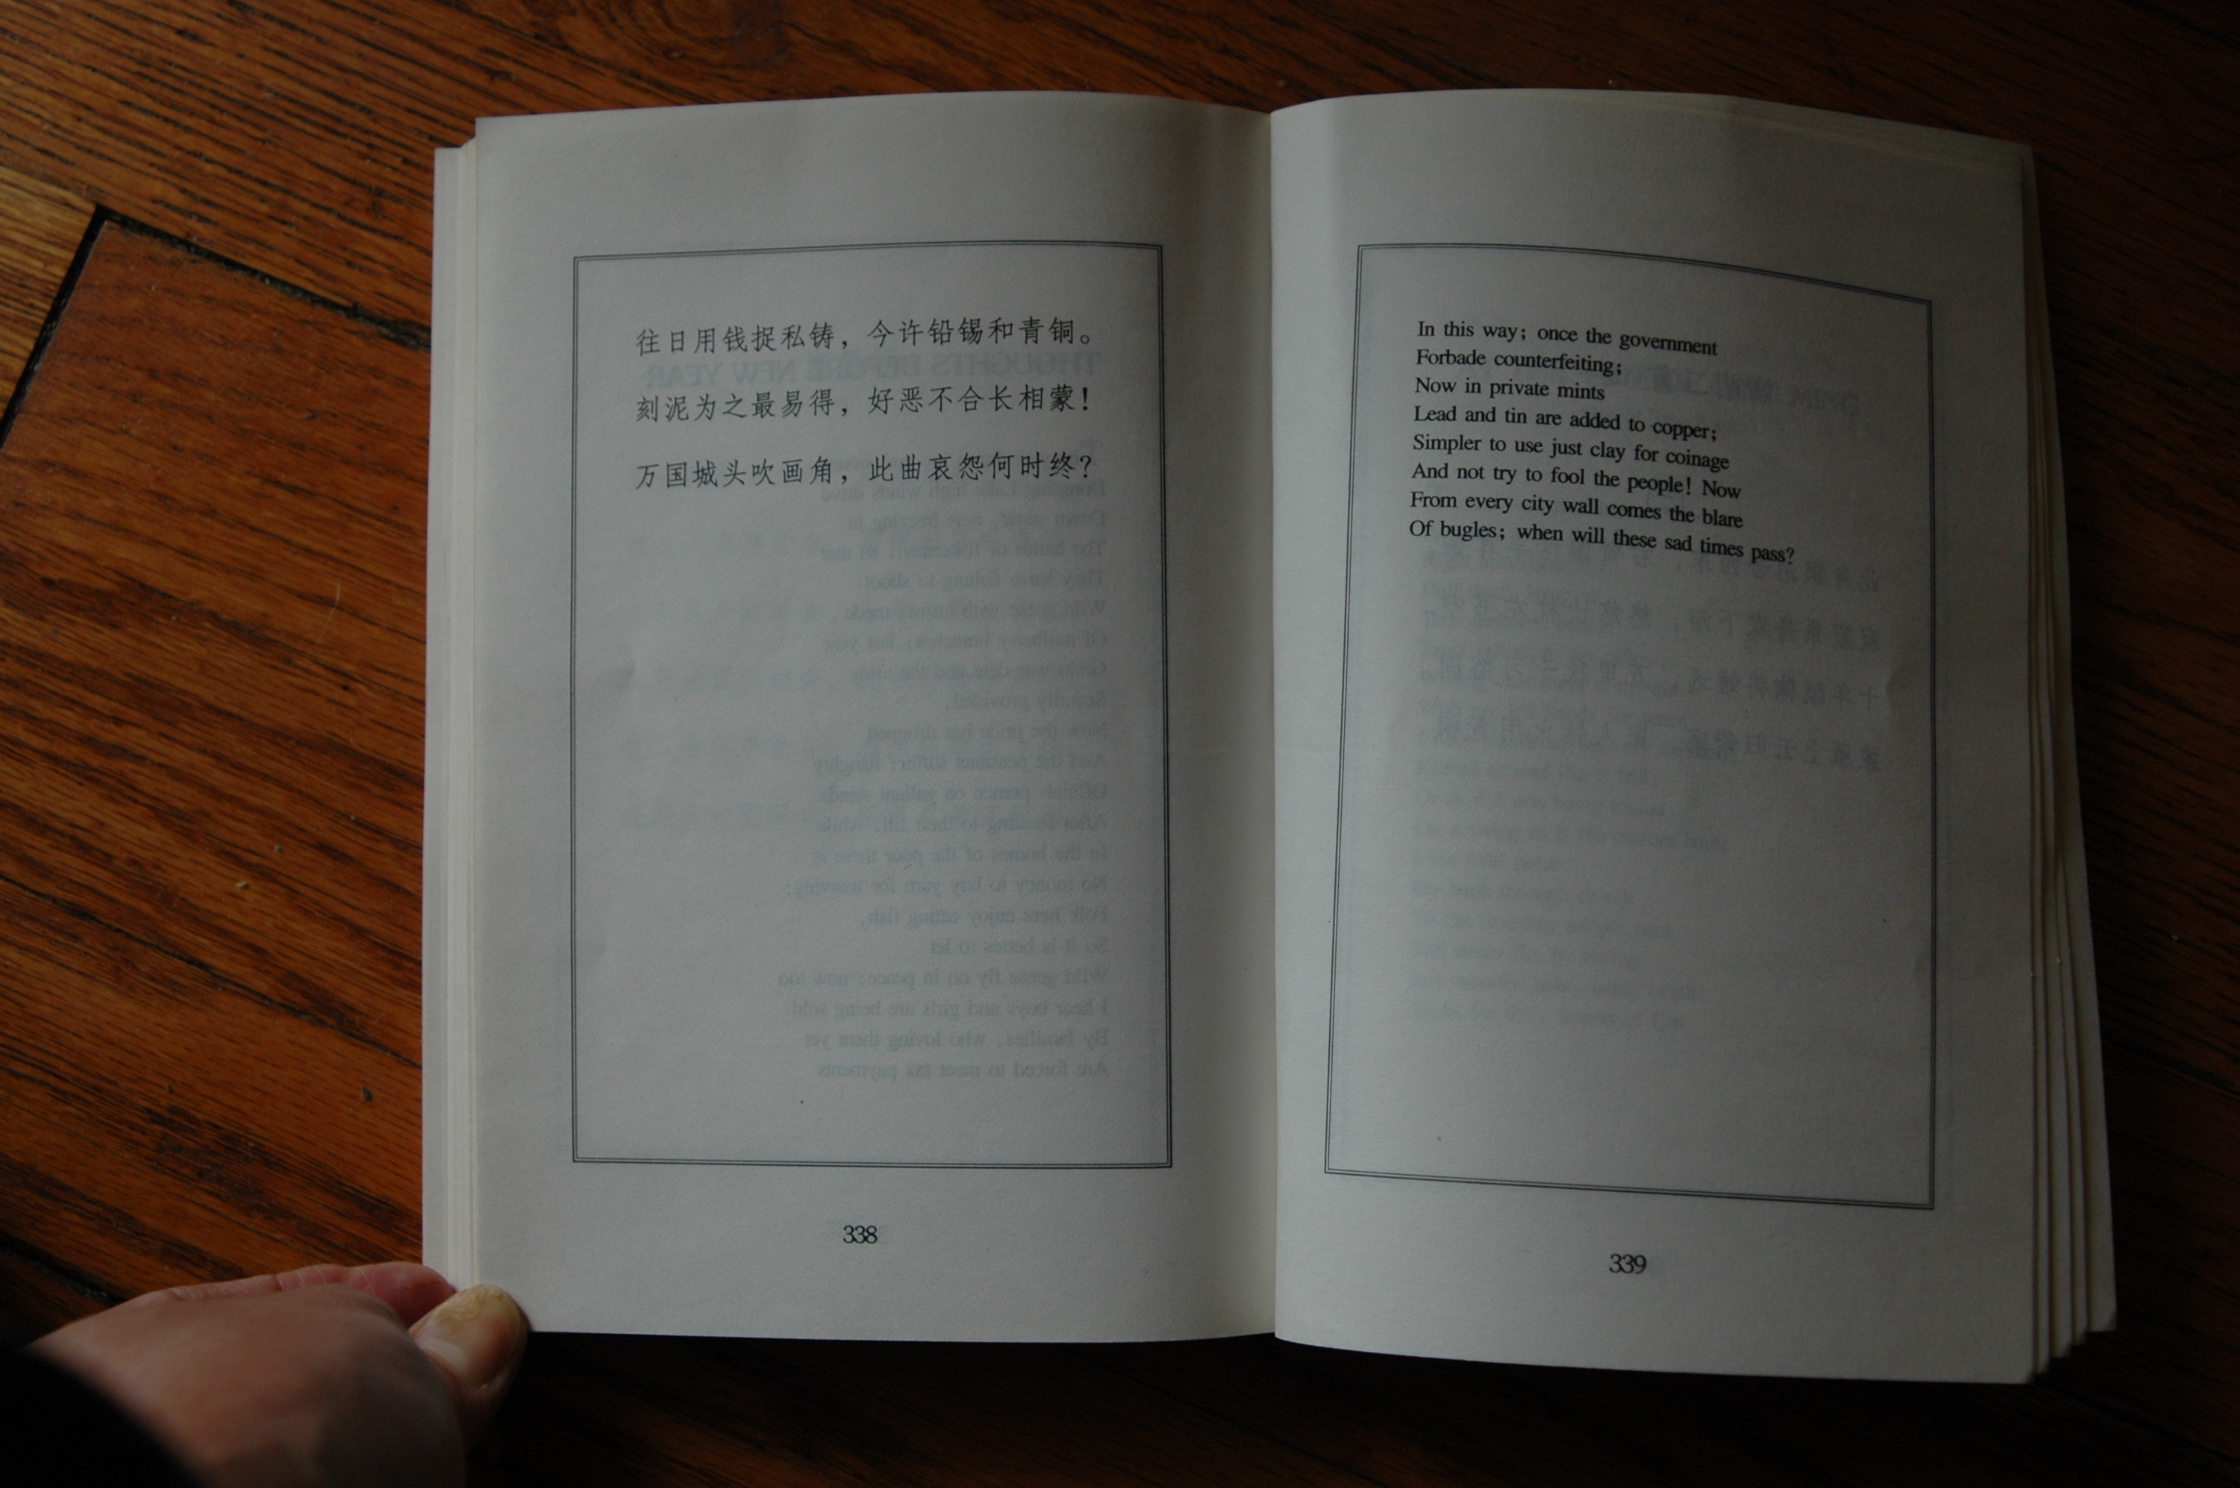 往日用钱捉私铸，今许铅锡和青铜。
刻泥为之最易得，好恶不合长相蒙！
万国城头吹画角，此曲哀怨何时终？
338
In this way; once the government
Forbade counterfeiting;
Now in private mints
Lead and tin are added to copper;
Simpler to use just clay for coinage
And not try to fool the people! Now
From every city wall comes the blare
Of bugles; when will these sad times pass?
339